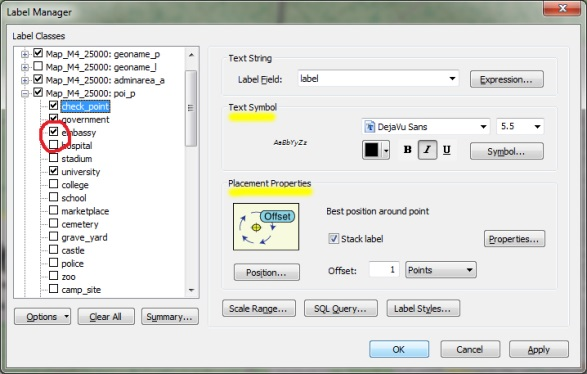 Label Manager
Label Classes
Map_M4_25000: geoname_p
Map_M4_25000: geoname_l
Map_M4_25000: adminarea_a
Map_M4_25000: poi_p
check_point
government
embassy
hospital
stadium
university
college
school
marketplace
cemetery
grave_yard
castle
police
zoo
camp_site
Options
Clear All
Summary...
Text String
Label Field:
label
Expression...
Text Symbol
AaBbYyZz
DejaVu Sans
5.5
B I U
Symbol...
Placement Properties
Offset
Best position around point
Stack label
Properties...
Position...
Offset:
1
Points
Scale Range...
SQL Query...
Label Styles...
OK
Cancel
Apply